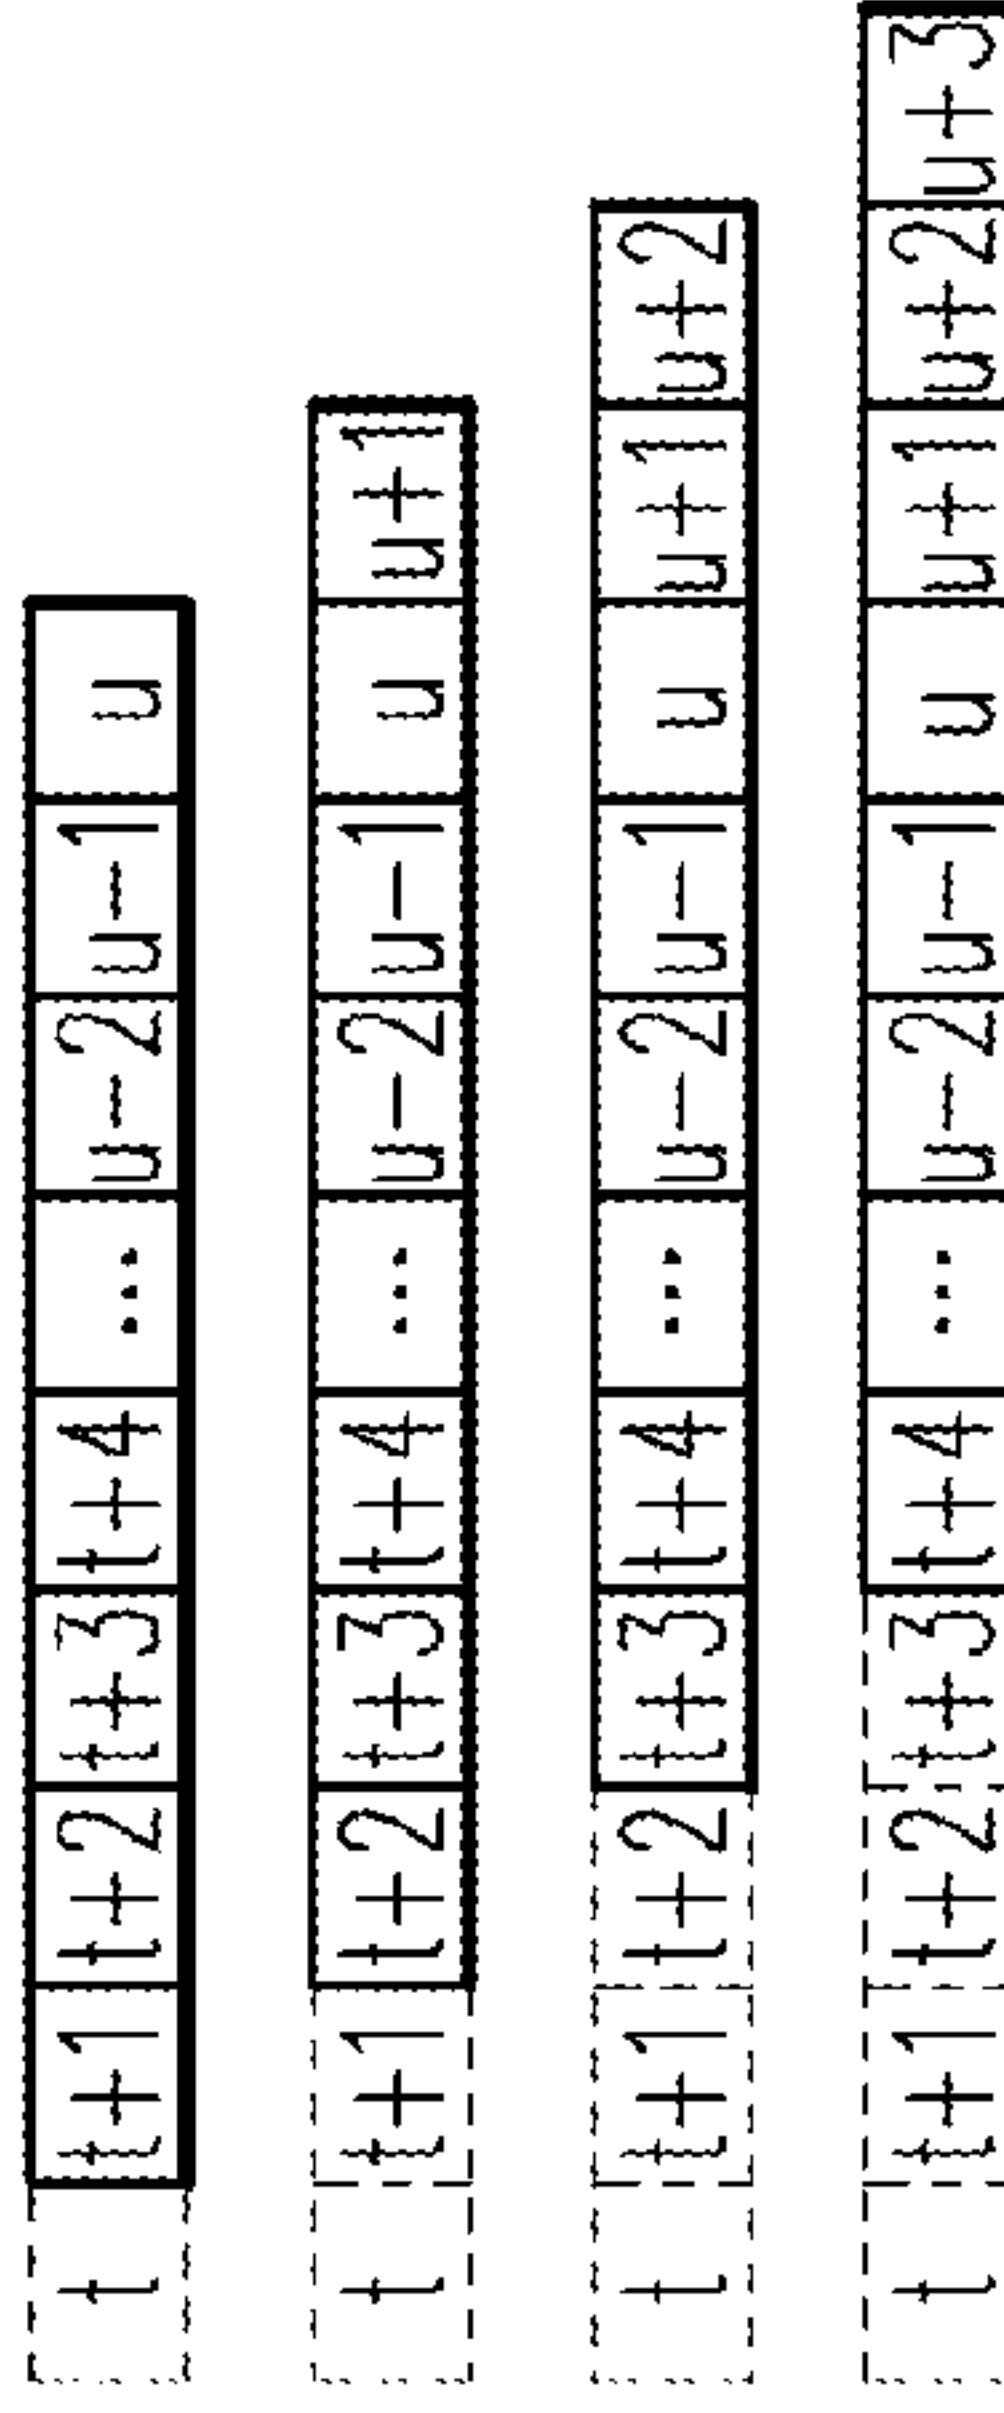 t t+1 t+2 t+3 t+4 ... u-2 u-1 u
t t+1 t+2 t+3 t+4 ... u-2 u-1 u u+1
t t+1 t+2 t+3 t+4 ... u-2 u-1 u u+1 u+2
t t+1 t+2 t+3 t+4 ... u-2 u-1 u u+1 u+2 u+3